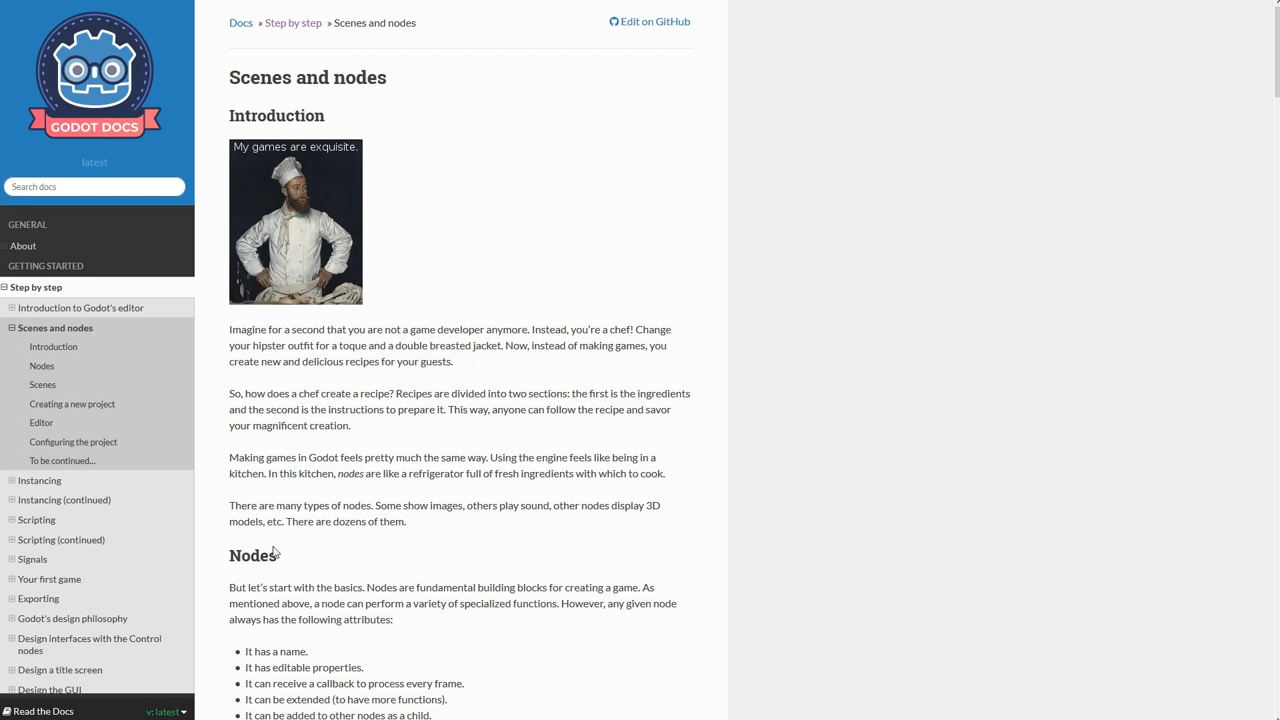 GODOT DOCS
latest
Search docs
GENERAL
About
GETTING STARTED
Step by step
Introduction to Godot's editor
Scenes and nodes
Introduction
Nodes
Scenes
Creating a new project
Editor
Configuring the project
To be continued...
Instancing
Instancing (continued)
Scripting
Scripting (continued)
Signals
Your first game
Exporting
Godot's design philosophy
Design interfaces with the Control
nodes
Design a title screen
Design the GUI
Read the Docs
v: latest
Docs » Step by step » Scenes and nodes
Edit on GitHub
Scenes and nodes
Introduction
My games are exquisite.
Imagine for a second that you are not a game developer anymore. Instead, you're a chef! Change
your hipster outfit for a toque and a double breasted jacket. Now, instead of making games, you
create new and delicious recipes for your guests.
So, how does a chef create a recipe? Recipes are divided into two sections: the first is the ingredients
and the second is the instructions to prepare it. This way, anyone can follow the recipe and savor
your magnificent creation.
Making games in Godot feels pretty much the same way. Using the engine feels like being in a
kitchen. In this kitchen, nodes are like a refrigerator full of fresh ingredients with which to cook.
There are many types of nodes. Some show images, others play sound, other nodes display 3D
models, etc. There are dozens of them.
Nodes
But let's start with the basics. Nodes are fundamental building blocks for creating a game. As
mentioned above, a node can perform a variety of specialized functions. However, any given node
always has the following attributes:
• It has a name.
• It has editable properties.
• It can receive a callback to process every frame.
• It can be extended (to have more functions).
• It can be added to other nodes as a child.